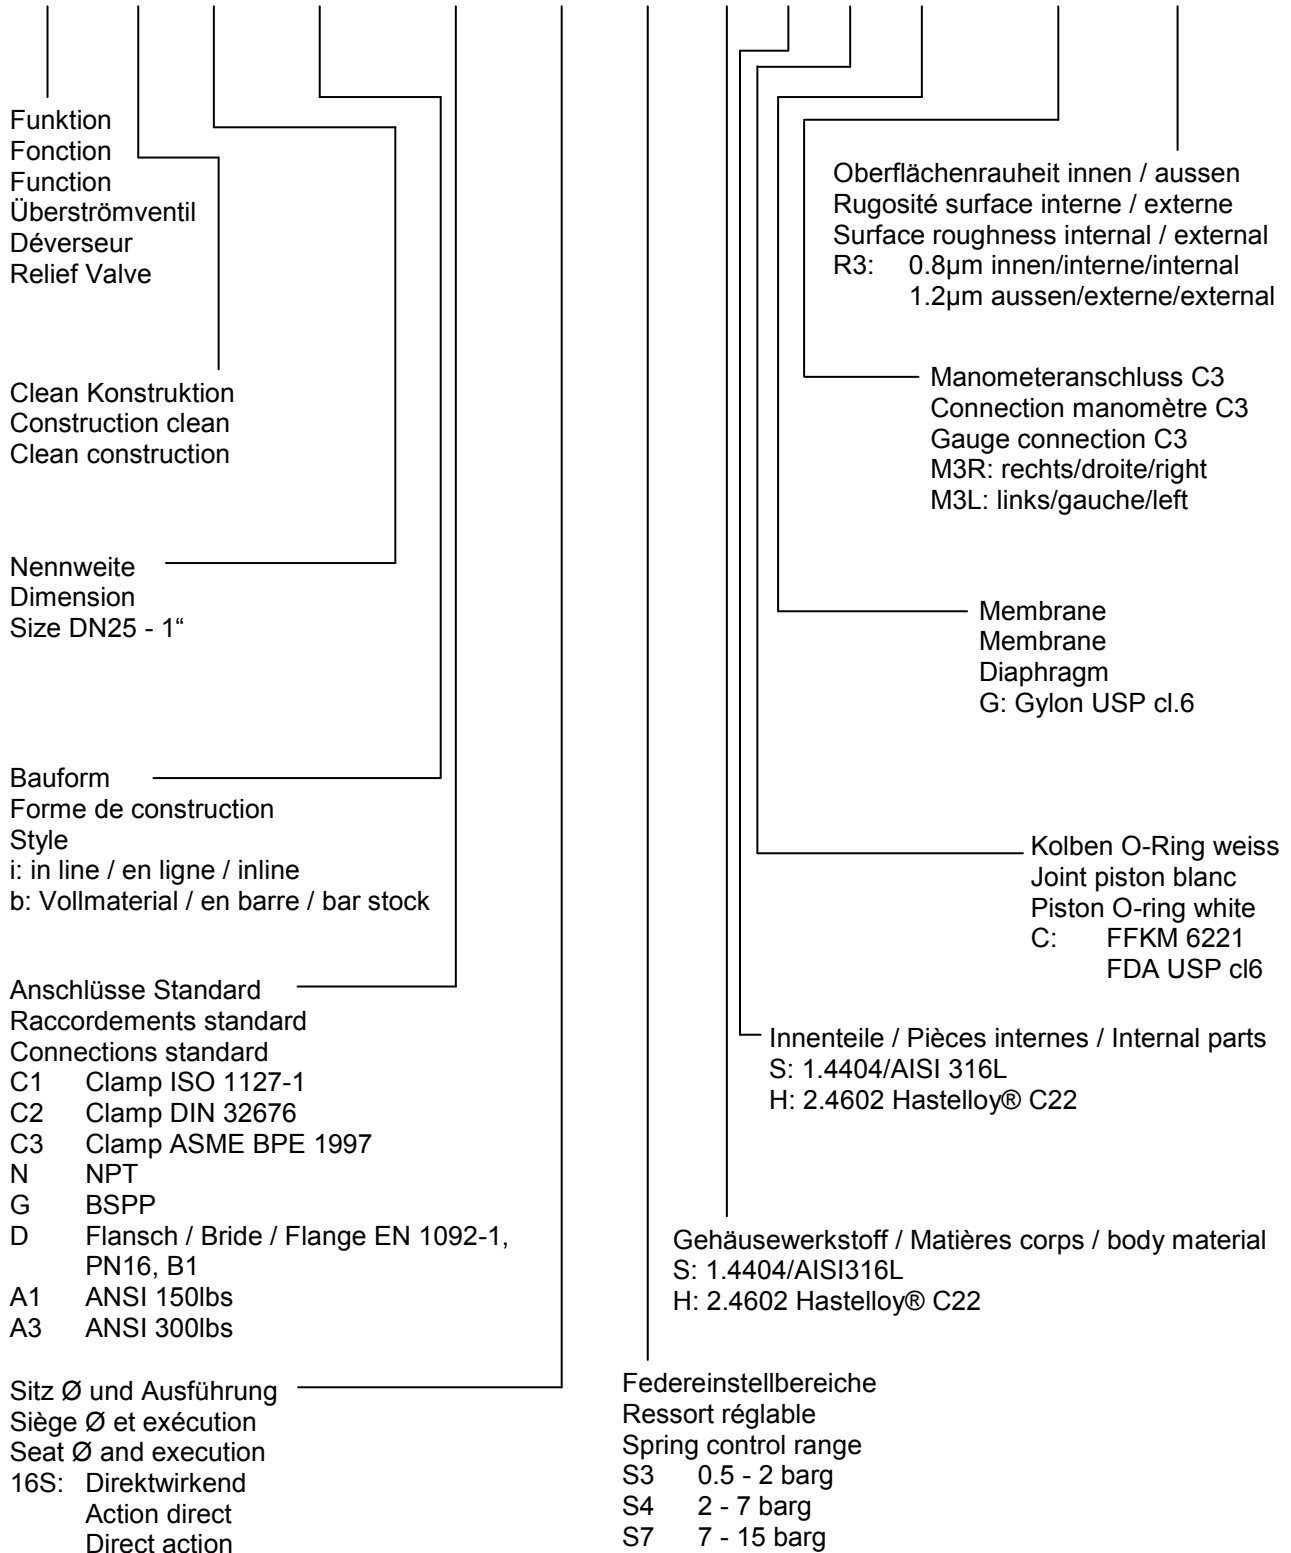 Funktion
Fonction
Function
Überströmventil
Déverseur
Relief Valve
Clean Konstruktion
Construction clean
Clean construction
Nennweite
Dimension
Size DN25 - 1“
Bauform
Forme de construction
Style
i: in line / en ligne / inline
b: Vollmaterial / en barre / bar stock
Anschlüsse Standard
Raccordements standard
Connections standard
C1 Clamp ISO 1127-1
C2 Clamp DIN 32676
C3 Clamp ASME BPE 1997
N NPT
G BSPP
D Flansch / Bride / Flange EN 1092-1,
PN16, B1
A1 ANSI 150lbs
A3 ANSI 300lbs
Sitz Ø und Ausführung
Siège Ø et exécution
Seat Ø and execution
16S: Direktwirkend
Action direct
Direct action
Oberflächenrauheit innen / aussen
Rugosité surface interne / externe
Surface roughness internal / external
R3: 0.8µm innen/interne/internal
1.2µm aussen/externe/external
Manometeranschluss C3
Connection manomètre C3
Gauge connection C3
M3R: rechts/droite/right
M3L: links/gauche/left
Membrane
Membrane
Diaphragm
G: Gylon USP cl.6
Kolben O-Ring weiss
Joint piston blanc
Piston O-ring white
C: FFKM 6221
FDA USP cl6
Innenteile / Pièces internes / Internal parts
S: 1.4404/AISI 316L
H: 2.4602 Hastelloy® C22
Gehäusewerkstoff / Matières corps / body material
S: 1.4404/AISI316L
H: 2.4602 Hastelloy® C22
Federeinstellbereiche
Ressort réglable
Spring control range
S3 0.5 - 2 barg
S4 2 - 7 barg
S7 7 - 15 barg